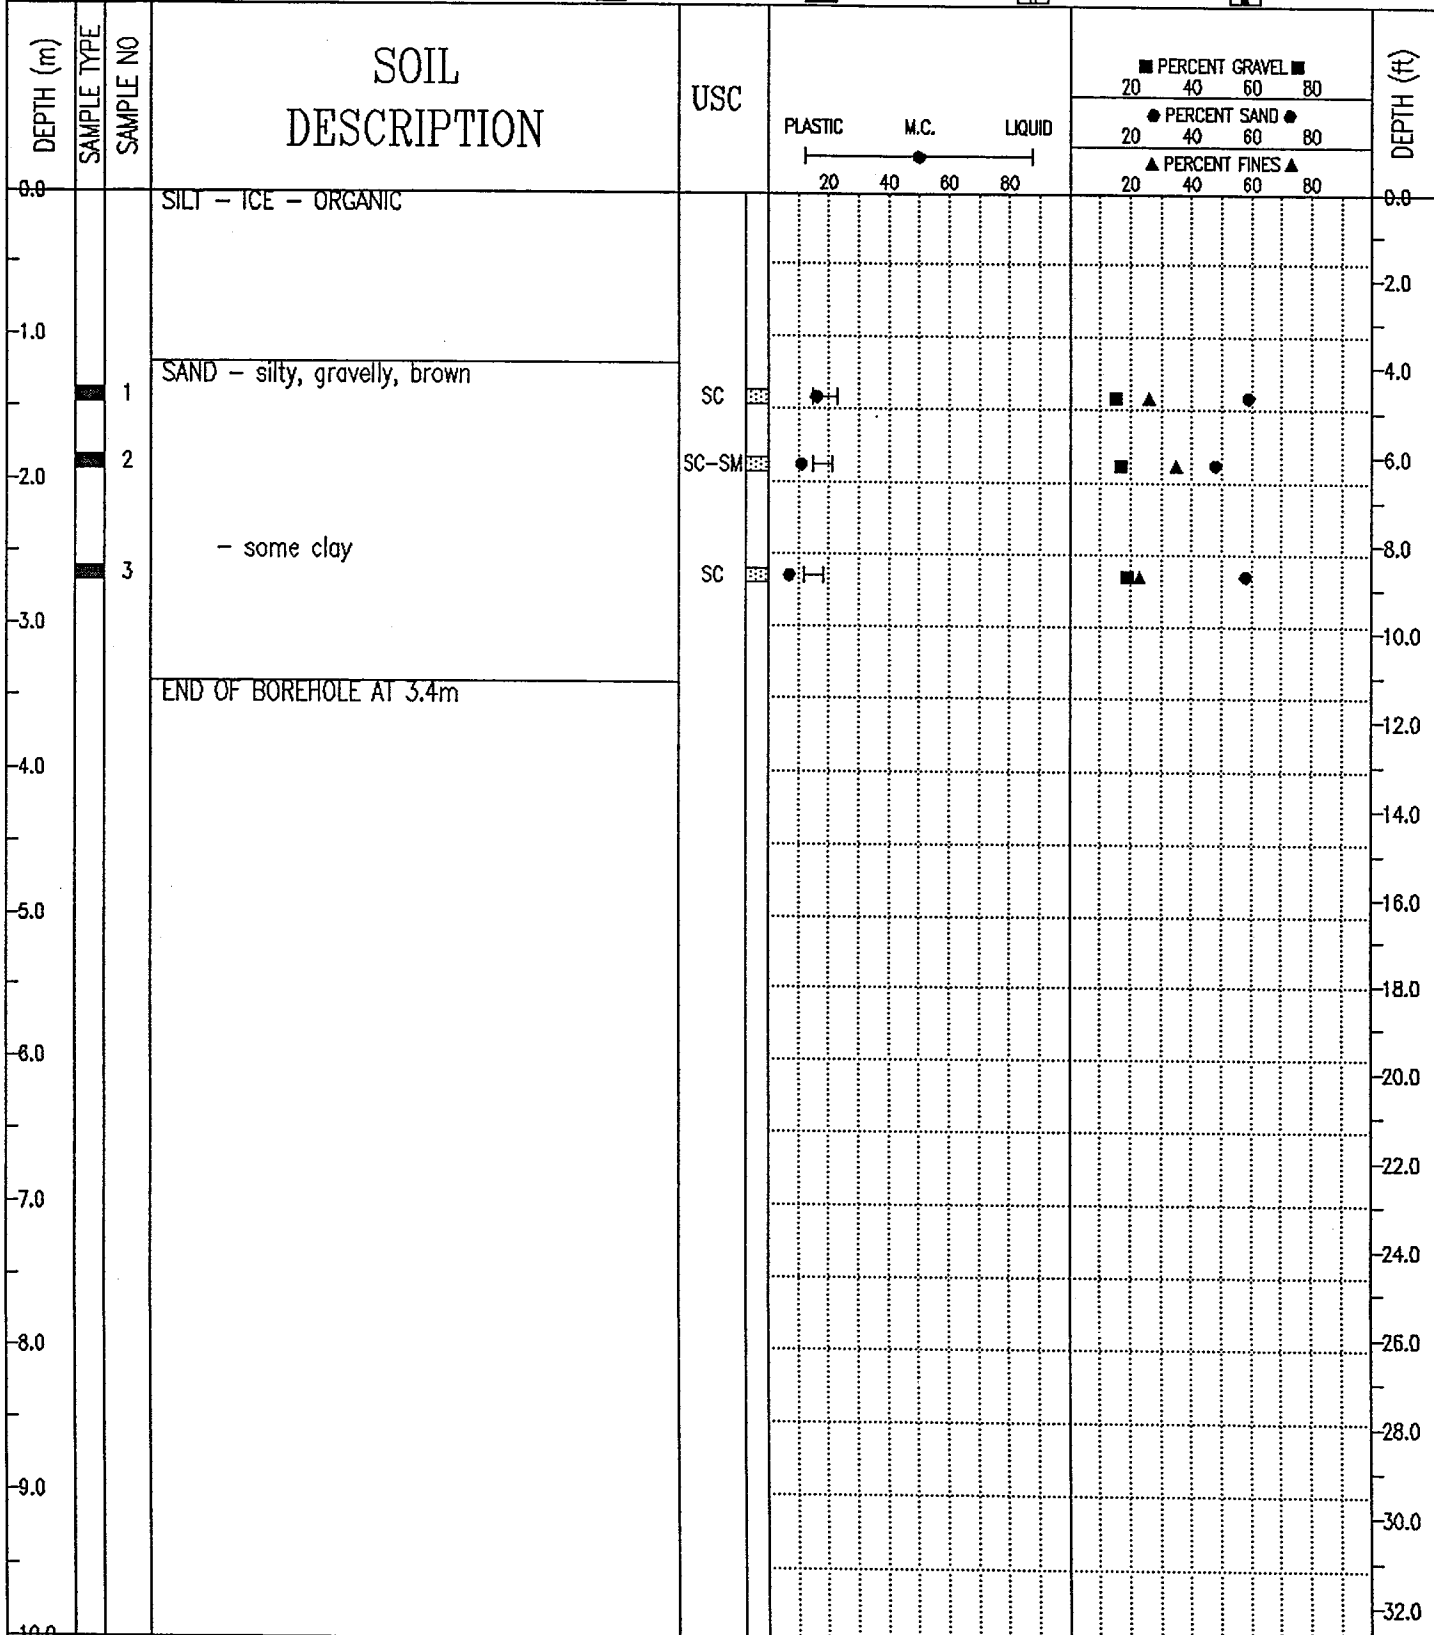 DEPTH (m)
SAMPLE TYPE
SAMPLE NO
SOIL
DESCRIPTION
USC
PLASTIC M.C. LIQUID
20 40 60 80
■ PERCENT GRAVEL ■
20 40 60 80
● PERCENT SAND ●
20 40 60 80
▲ PERCENT FINES ▲
20 40 60 80
DEPTH (ft)
0.0
SILT - ICE - ORGANIC
0.0
2.0
1.0
SAND - silty, gravelly, brown
4.0
1 SC
2 SC-SM
6.0
2.0
- some clay
8.0
3 SC
3.0
10.0
END OF BOREHOLE AT 3.4m
12.0
4.0
14.0
5.0
16.0
18.0
6.0
20.0
22.0
7.0
24.0
8.0
26.0
28.0
9.0
30.0
32.0
10.0